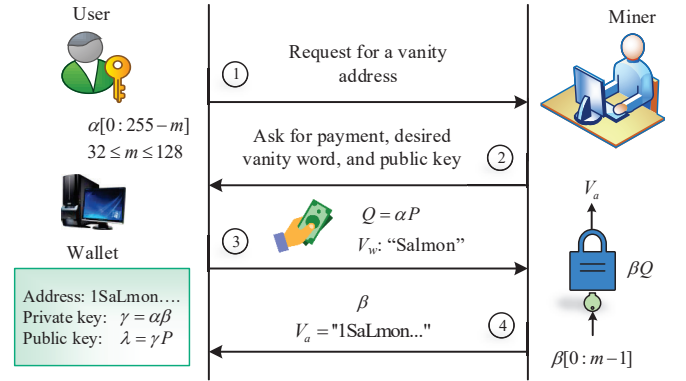 User
Miner
1
Request for a vanity
address
α[0 : 255 − m]
32 ≤ m ≤ 128
Ask for payment, desired
vanity word, and public key
2
Wallet
3
Q = αP
V_w: “Salmon”
V_a
βQ
Address: 1SaLmon….
Private key: γ = αβ
Public key: λ = γP
β
V_a = "1SaLmon..."
4
β[0 : m − 1]